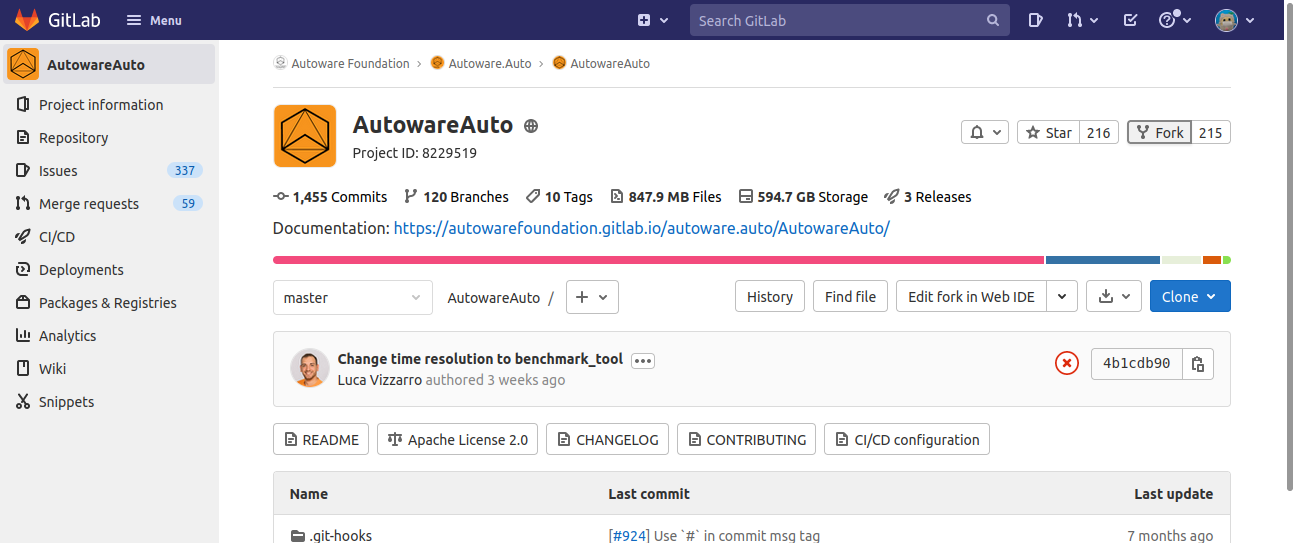 GitLab Menu Search GitLab
AutowareAuto
Project information
Repository
Issues 337
Merge requests 59
CI/CD
Deployments
Packages & Registries
Analytics
Wiki
Snippets
Autoware Foundation › Autoware.Auto › AutowareAuto
AutowareAuto
Project ID: 8229519
Star 216 Fork 215
1,455 Commits 120 Branches 10 Tags 847.9 MB Files 594.7 GB Storage 3 Releases
Documentation: https://autowarefoundation.gitlab.io/autoware.auto/AutowareAuto/
master AutowareAuto / + History Find file Edit fork in Web IDE Clone
Change time resolution to benchmark_tool
Luca Vizzarro authored 3 weeks ago
4b1cdb90
README Apache License 2.0 CHANGELOG CONTRIBUTING CI/CD configuration
Name Last commit Last update
.git-hooks [#924] Use `#` in commit msg tag 7 months ago